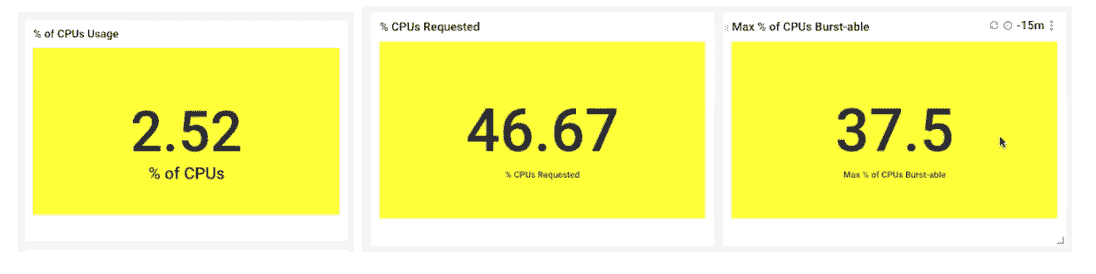 % of CPUs Usage
2.52
% of CPUs
% CPUs Requested
46.67
% CPUs Requested
Max % of CPUs Burst-able
-15m
37.5
Max % of CPUs Burst-able